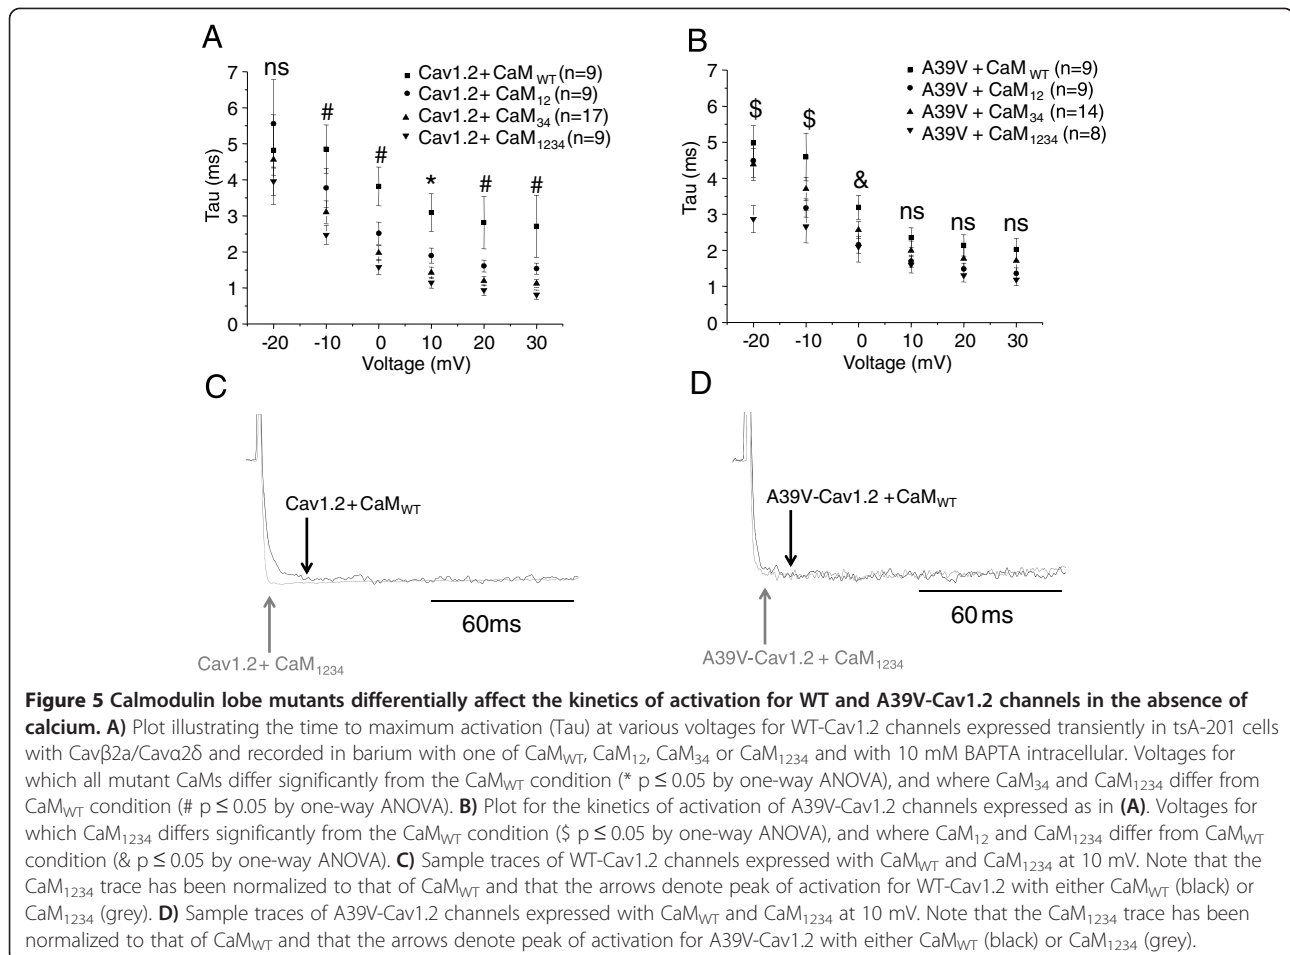 A
ns
#
#
*
#
#
■ Cav1.2 + CaM WT (n=9)
● Cav1.2 + CaM12 (n=9)
▲ Cav1.2 + CaM34 (n=17)
▼ Cav1.2 + CaM1234 (n=9)
7
6
5
4
3
2
1
0
Tau (ms)
-20 -10 0 10 20 30
Voltage (mV)
B
$
$
&
ns
ns
ns
■ A39V + CaM WT (n=9)
● A39V + CaM12 (n=9)
▲ A39V + CaM34 (n=14)
▼ A39V + CaM1234 (n=8)
7
6
5
4
3
2
1
0
Tau (ms)
-20 -10 0 10 20 30
Voltage (mV)
C
Cav1.2 + CaMWT
60ms
Cav1.2 + CaM1234
D
A39V-Cav1.2 + CaMWT
60 ms
A39V-Cav1.2 + CaM1234
Figure 5 Calmodulin lobe mutants differentially affect the kinetics of activation for WT and A39V-Cav1.2 channels in the absence of
calcium. A) Plot illustrating the time to maximum activation (Tau) at various voltages for WT-Cav1.2 channels expressed transiently in tsA-201 cells
with Cavβ2a/Cavα2δ and recorded in barium with one of CaMWT, CaM12, CaM34 or CaM1234 and with 10 mM BAPTA intracellular. Voltages for
which all mutant CaMs differ significantly from the CaMWT condition (* p ≤ 0.05 by one-way ANOVA), and where CaM34 and CaM1234 differ from
CaMWT condition (# p ≤ 0.05 by one-way ANOVA). B) Plot for the kinetics of activation of A39V-Cav1.2 channels expressed as in (A). Voltages for
which CaM1234 differs significantly from the CaMWT condition ($ p ≤ 0.05 by one-way ANOVA), and where CaM12 and CaM1234 differ from CaMWT
condition (& p ≤ 0.05 by one-way ANOVA). C) Sample traces of WT-Cav1.2 channels expressed with CaMWT and CaM1234 at 10 mV. Note that the
CaM1234 trace has been normalized to that of CaMWT and that the arrows denote peak of activation for WT-Cav1.2 with either CaMWT (black) or
CaM1234 (grey). D) Sample traces of A39V-Cav1.2 channels expressed with CaMWT and CaM1234 at 10 mV. Note that the CaM1234 trace has been
normalized to that of CaMWT and that the arrows denote peak of activation for A39V-Cav1.2 with either CaMWT (black) or CaM1234 (grey).